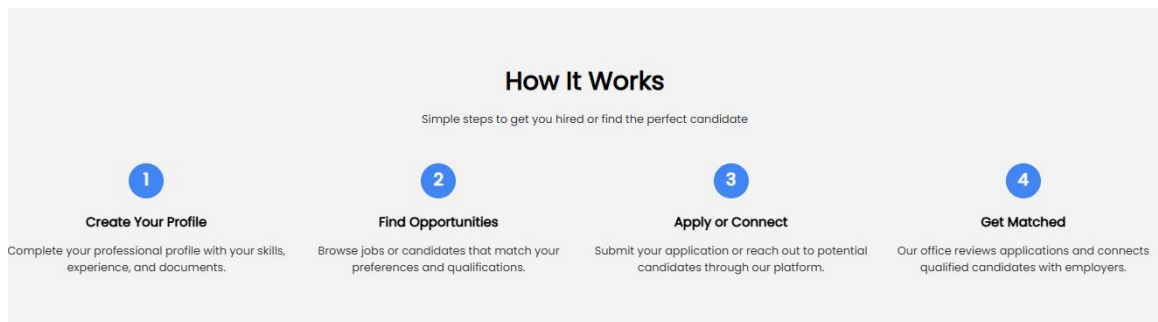 How It Works
Simple steps to get you hired or find the perfect candidate
1
Create Your Profile
Complete your professional profile with your skills,
experience, and documents.
2
Find Opportunities
Browse jobs or candidates that match your
preferences and qualifications.
3
Apply or Connect
Submit your application or reach out to potential
candidates through our platform.
4
Get Matched
Our office reviews applications and connects
qualified candidates with employers.